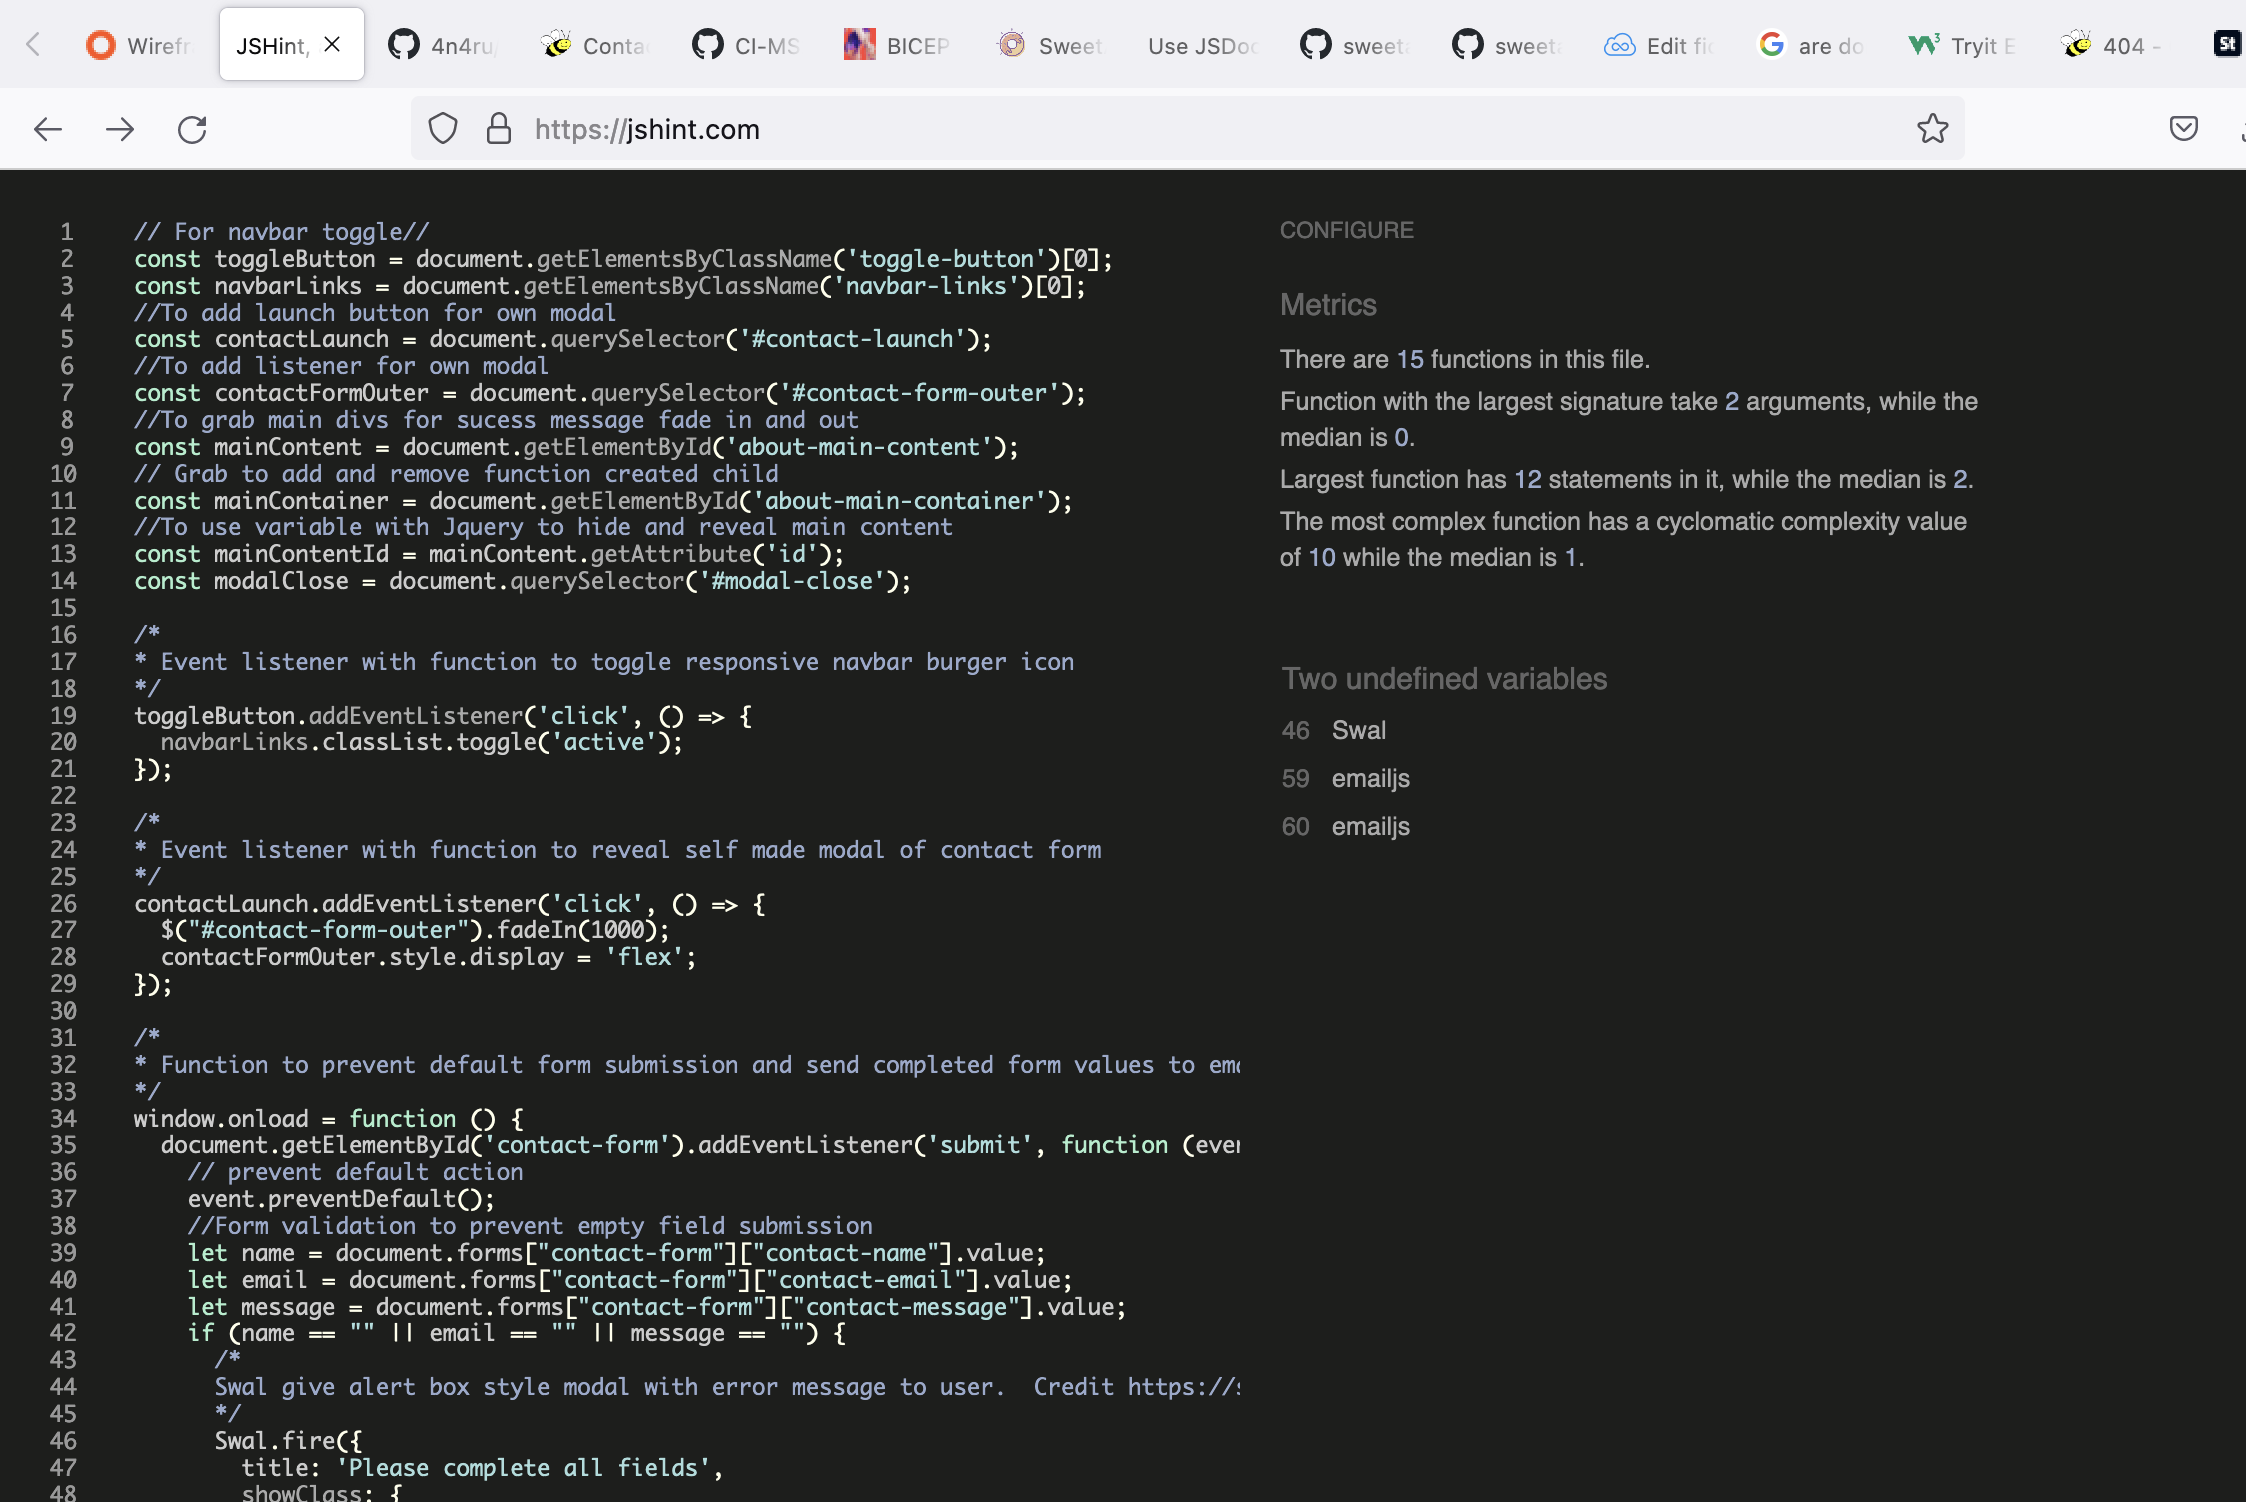 Wirefr
JSHint,
4n4ru
Conta
CI-MS
BICEP
Sweet
Use JSDoc
sweeta
sweeta
Edit fi
are do
Tryit E
404 -
St
https://jshint.com
1 // For navbar toggle//
2 const toggleButton = document.getElementsByClassName('toggle-button')[0];
3 const navbarLinks = document.getElementsByClassName('navbar-links')[0];
4 //To add launch button for own modal
5 const contactLaunch = document.querySelector('#contact-launch');
6 //To add listener for own modal
7 const contactFormOuter = document.querySelector('#contact-form-outer');
8 //To grab main divs for sucess message fade in and out
9 const mainContent = document.getElementById('about-main-content');
10 // Grab to add and remove function created child
11 const mainContainer = document.getElementById('about-main-container');
12 //To use variable with Jquery to hide and reveal main content
13 const mainContentId = mainContent.getAttribute('id');
14 const modalClose = document.querySelector('#modal-close');
15
16 /*
17 * Event listener with function to toggle responsive navbar burger icon
18 */
19 toggleButton.addEventListener('click', () => {
20 navbarLinks.classList.toggle('active');
21 });
22
23 /*
24 * Event listener with function to reveal self made modal of contact form
25 */
26 contactLaunch.addEventListener('click', () => {
27 $("#contact-form-outer").fadeIn(1000);
28 contactFormOuter.style.display = 'flex';
29 });
30
31 /*
32 * Function to prevent default form submission and send completed form values to ema
33 */
34 window.onload = function () {
35 document.getElementById('contact-form').addEventListener('submit', function (even
36 // prevent default action
37 event.preventDefault();
38 //Form validation to prevent empty field submission
39 let name = document.forms["contact-form"]["contact-name"].value;
40 let email = document.forms["contact-form"]["contact-email"].value;
41 let message = document.forms["contact-form"]["contact-message"].value;
42 if (name == "" || email == "" || message == "") {
43 /*
44 Swal give alert box style modal with error message to user.  Credit https://s
45 */
46 Swal.fire({
47 title: 'Please complete all fields',
48 showClass: {
CONFIGURE
Metrics
There are 15 functions in this file.
Function with the largest signature take 2 arguments, while the
median is 0.
Largest function has 12 statements in it, while the median is 2.
The most complex function has a cyclomatic complexity value
of 10 while the median is 1.
Two undefined variables
46 Swal
59 emailjs
60 emailjs